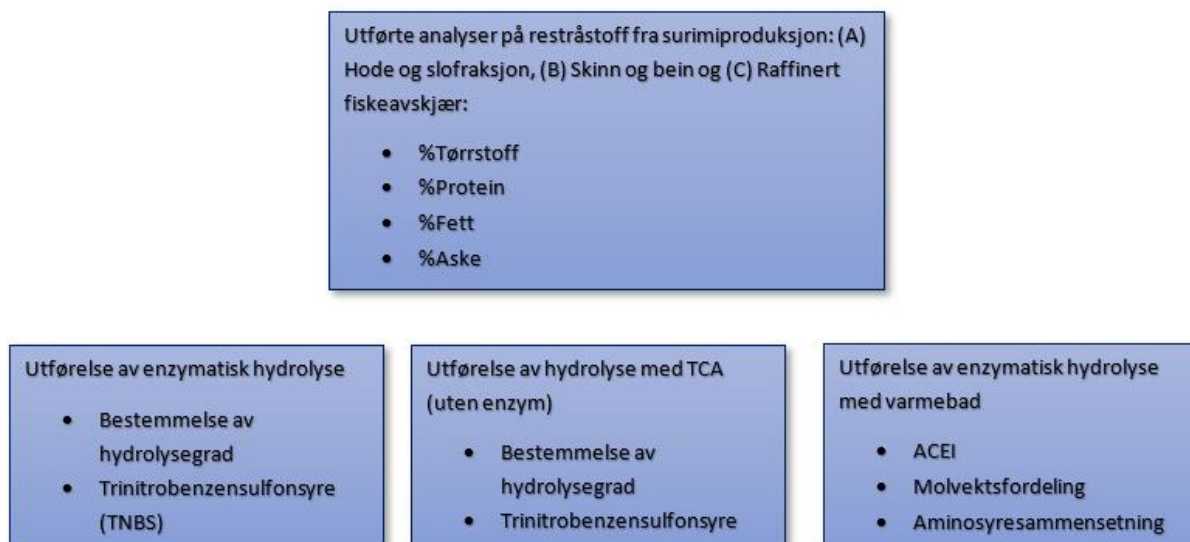 Utførte analyser på restråstoff fra surimiproduksjon: (A)
Hode og slofraksjon, (B) Skinn og bein og (C) Raffinert
fiskeavskjær:
• %Tørrstoff
• %Protein
• %Fett
• %Aske
Utførelse av enzymatisk hydrolyse
• Bestemmelse av
hydrolysegrad
• Trinitrobenzensulfonsyre
(TNBS)
Utførelse av hydrolyse med TCA
(uten enzym)
• Bestemmelse av
hydrolysegrad
• Trinitrobenzensulfonsyre
Utførelse av enzymatisk hydrolyse
med varmebad
• ACEI
• Molvektsfordeling
• Aminosyresammensetning